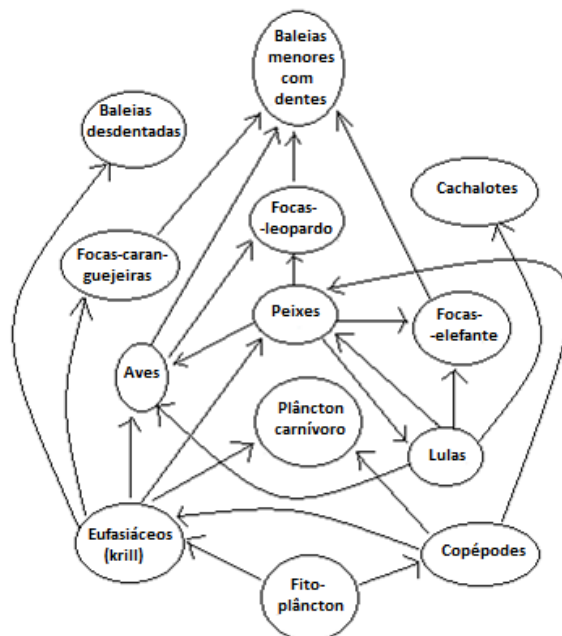 Baleias
menores
com
dentes
Baleias
desdentadas
Cachalotes
Focas-
-leopardo
Focas-caran-
guejeiras
Peixes
Focas-
-elefante
Aves
Plâncton
carnívoro
Lulas
Eufasiáceos
(krill)
Copépodes
Fito-
plâncton